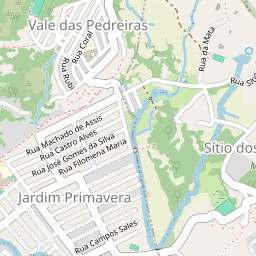 Vale das Pedreiras
Rua Coral
Rua Rubi
Rua da Mata
Rua Machado de Assis
Rua Castro Alves
Rua José Gomes da Silva
Rua Filomena Maria
Sítio dos
Jardim Primavera
Rua Campos Sales